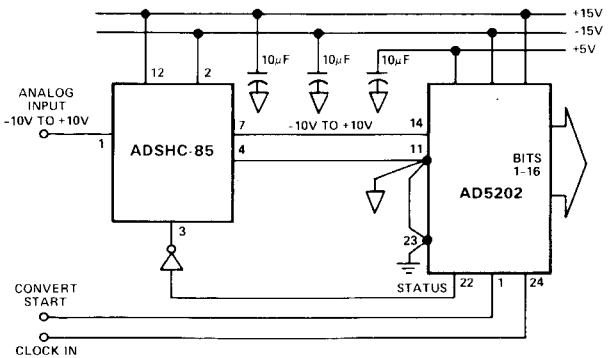 +15V
-15V
+5V
10µF
10µF
10µF
12
2
ANALOG
INPUT
-10V TO +10V
1
ADSHC-85
7
-10V TO +10V
14
4
11
BITS
1-16
AD5202
3
23
STATUS
22
1
24
CONVERT
START
CLOCK IN